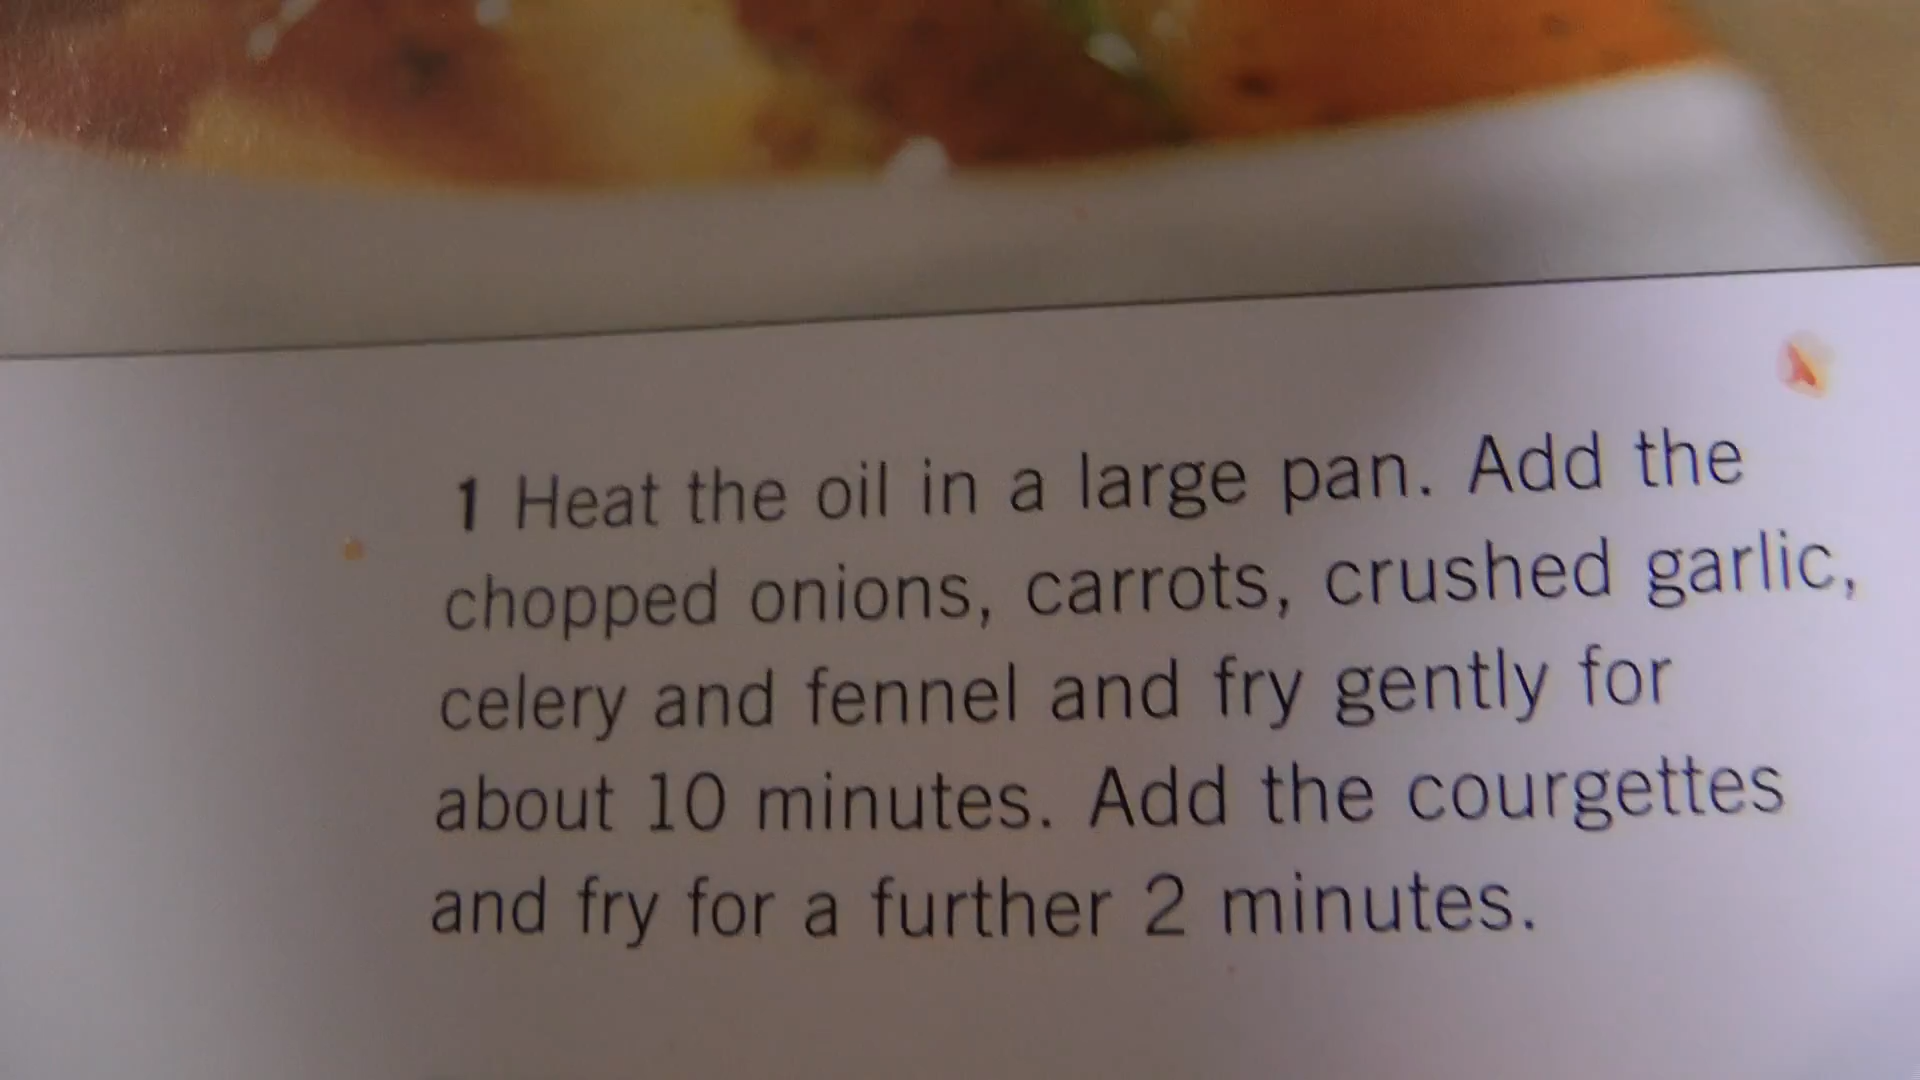 1 Heat the oil in a large pan. Add the
chopped onions, carrots, crushed garlic,
celery and fennel and fry gently for
about 10 minutes. Add the courgettes
and fry for a further 2 minutes.